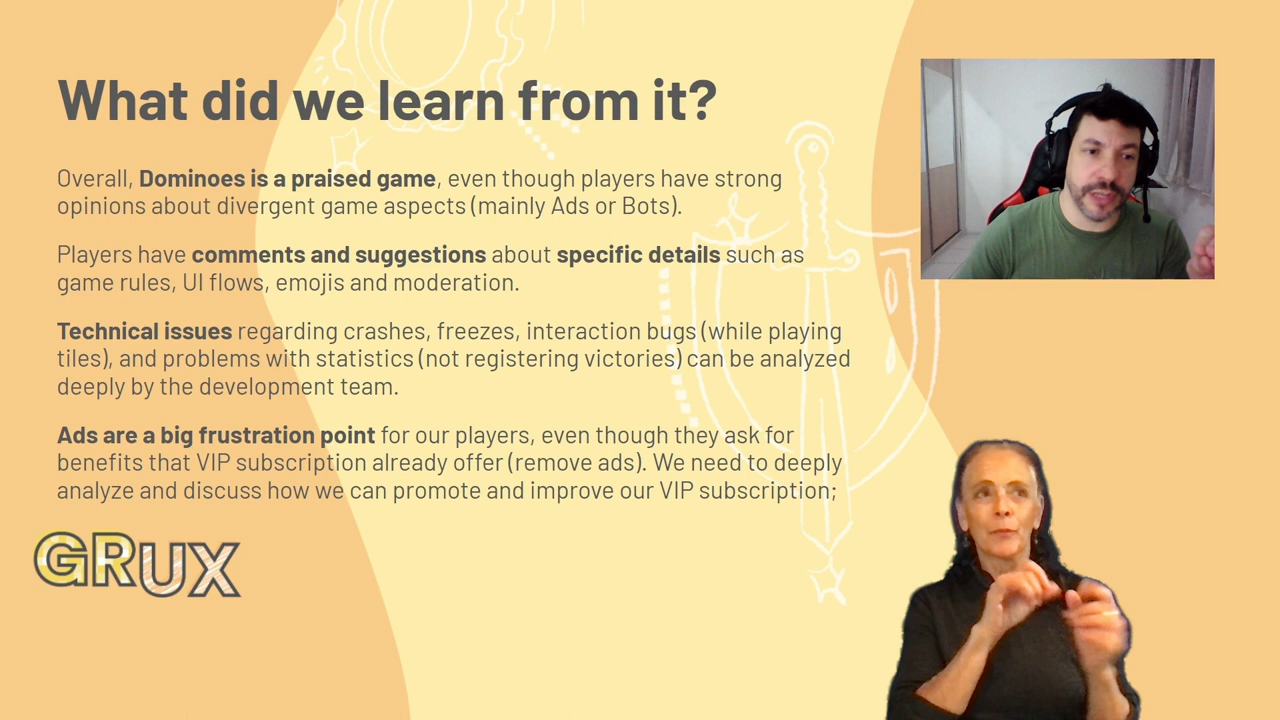 What did we learn from it?
Overall, Dominoes is a praised game, even though players have strong
opinions about divergent game aspects (mainly Ads or Bots).
Players have comments and suggestions about specific details such as
game rules, UI flows, emojis and moderation.
Technical issues regarding crashes, freezes, interaction bugs (while playing
tiles), and problems with statistics (not registering victories) can be analyzed
deeply by the development team.
Ads are a big frustration point for our players, even though they ask for
benefits that VIP subscription already offer (remove ads). We need to deeply
analyze and discuss how we can promote and improve our VIP subscription;
GRUX